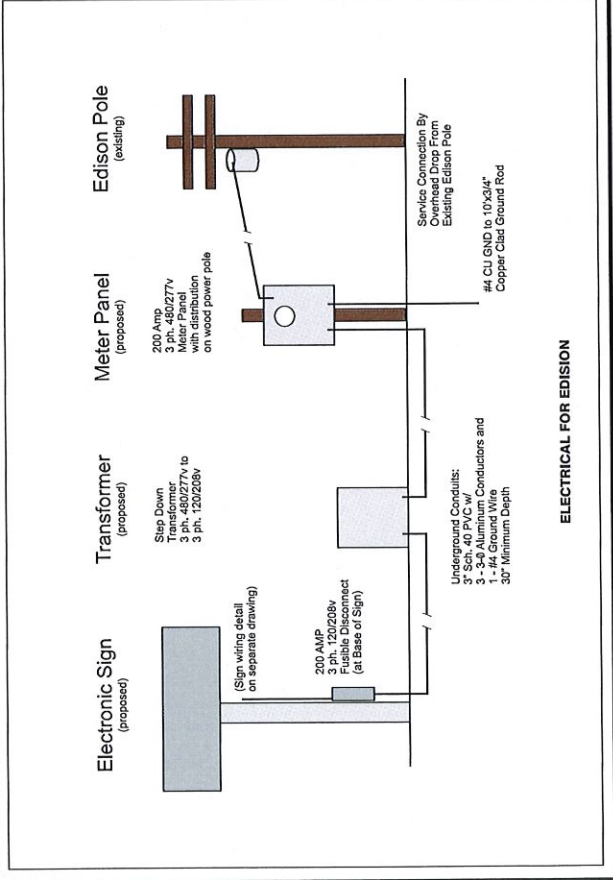 Electronic Sign
(proposed)
Transformer
(proposed)
Meter Panel
(proposed)
Edison Pole
(existing)
(Sign wiring detail
on separate drawing)
200 AMP
3 ph. 120/208v
Fusible Disconnect
(at Base of Sign)
Step Down
Transformer
3 ph. 480/277v to
3 ph. 120/208v
200 Amp
3 ph. 480/277v
Meter Panel
with distribution
on wood power pole
Underground Conduits:
3" Sch. 40 PVC w/
3 - 3-0 Aluminum Conductors and
1 - #4 Ground Wire
30" Minimum Depth
Service Connection By
Overhead Drop From
Existing Edison Pole
#4 CU GND to 10'x3/4"
Copper Clad Ground Rod
ELECTRICAL FOR EDISION